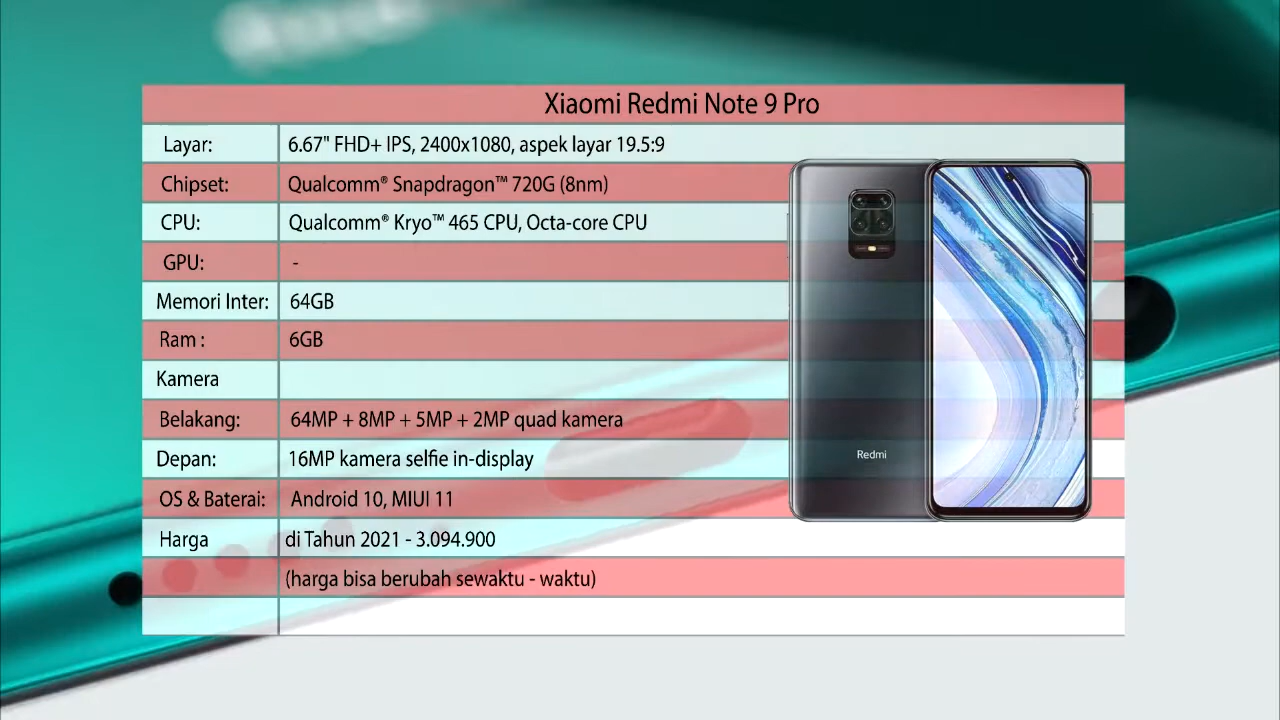 Xiaomi Redmi Note 9 Pro
Layar: 6.67" FHD+ IPS, 2400x1080, aspek layar 19.5:9
Chipset: Qualcomm® Snapdragon™ 720G (8nm)
CPU: Qualcomm® Kryo™ 465 CPU, Octa-core CPU
GPU: -
Memori Inter: 64GB
Ram : 6GB
Kamera
Belakang: 64MP + 8MP + 5MP + 2MP quad kamera
Depan: 16MP kamera selfie in-display
OS & Baterai: Android 10, MIUI 11
Harga di Tahun 2021 - 3.094.900
(harga bisa berubah sewaktu - waktu)
Redmi